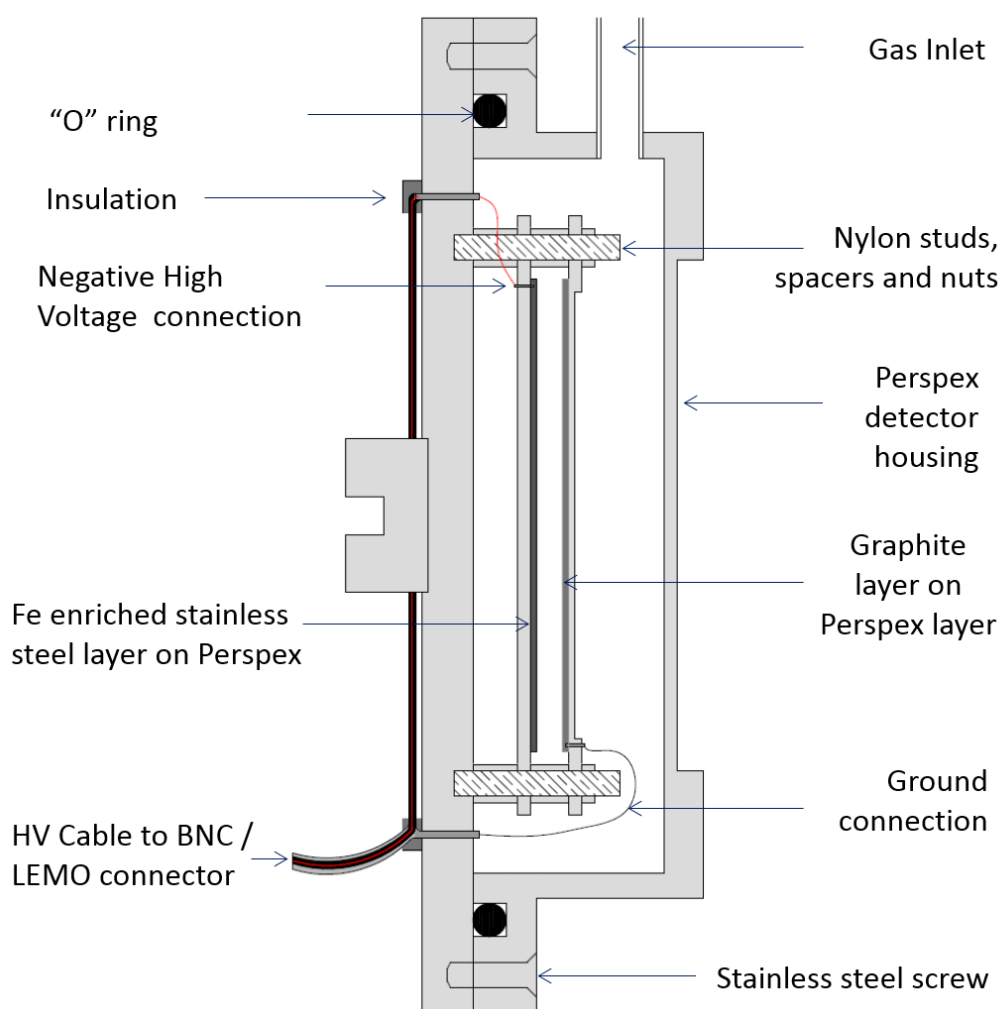 Gas Inlet
“O” ring
Insulation
Nylon studs,
spacers and nuts
Negative High
Voltage connection
Perspex
detector
housing
Graphite
layer on
Perspex layer
Fe enriched stainless
steel layer on Perspex
Ground
connection
HV Cable to BNC /
LEMO connector
Stainless steel screw